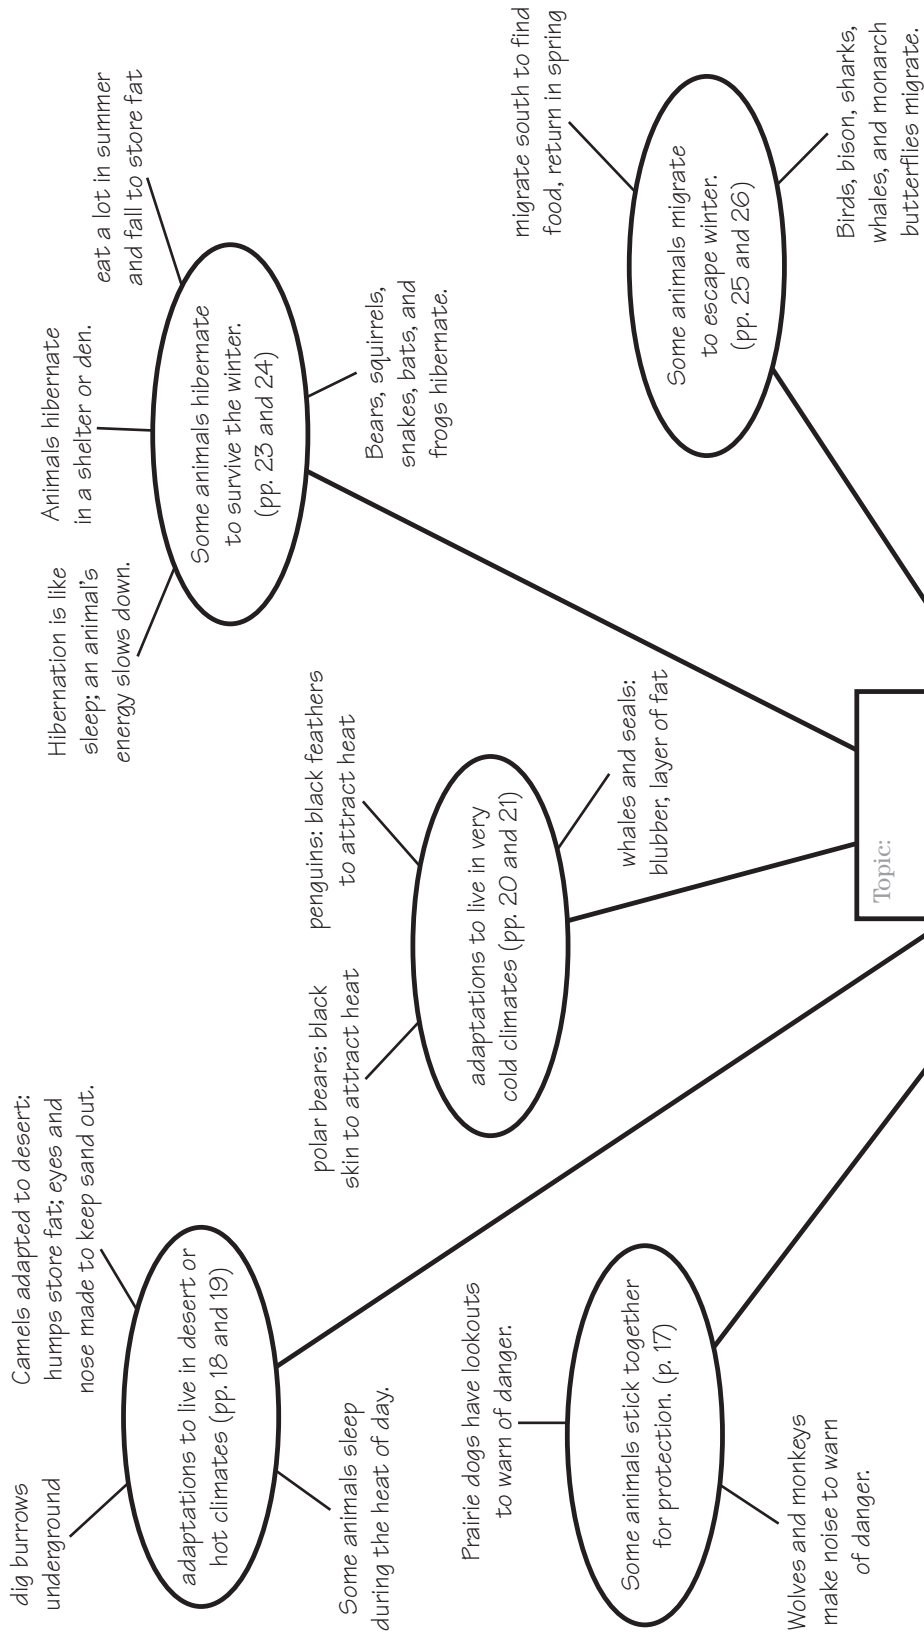 dig burrows
underground
Camels adapted to desert:
humps store fat; eyes and
nose made to keep sand out.
adaptations to live in desert or
hot climates (pp. 18 and 19)
Some animals sleep
during the heat of day.
Prairie dogs have lookouts
to warn of danger.
Some animals stick together
for protection. (p. 17)
Wolves and monkeys
make noise to warn
of danger.
polar bears: black
skin to attract heat
penguins: black feathers
to attract heat
adaptations to live in very
cold climates (pp. 20 and 21)
whales and seals:
blubber, layer of fat
Hibernation is like
sleep; an animal's
energy slows down.
Animals hibernate
in a shelter or den.
eat a lot in summer
and fall to store fat
Some animals hibernate
to survive the winter.
(pp. 23 and 24)
Bears, squirrels,
snakes, bats, and
frogs hibernate.
migrate south to find
food, return in spring
Some animals migrate
to escape winter.
(pp. 25 and 26)
Birds, bison, sharks,
whales, and monarch
butterflies migrate.
Topic: